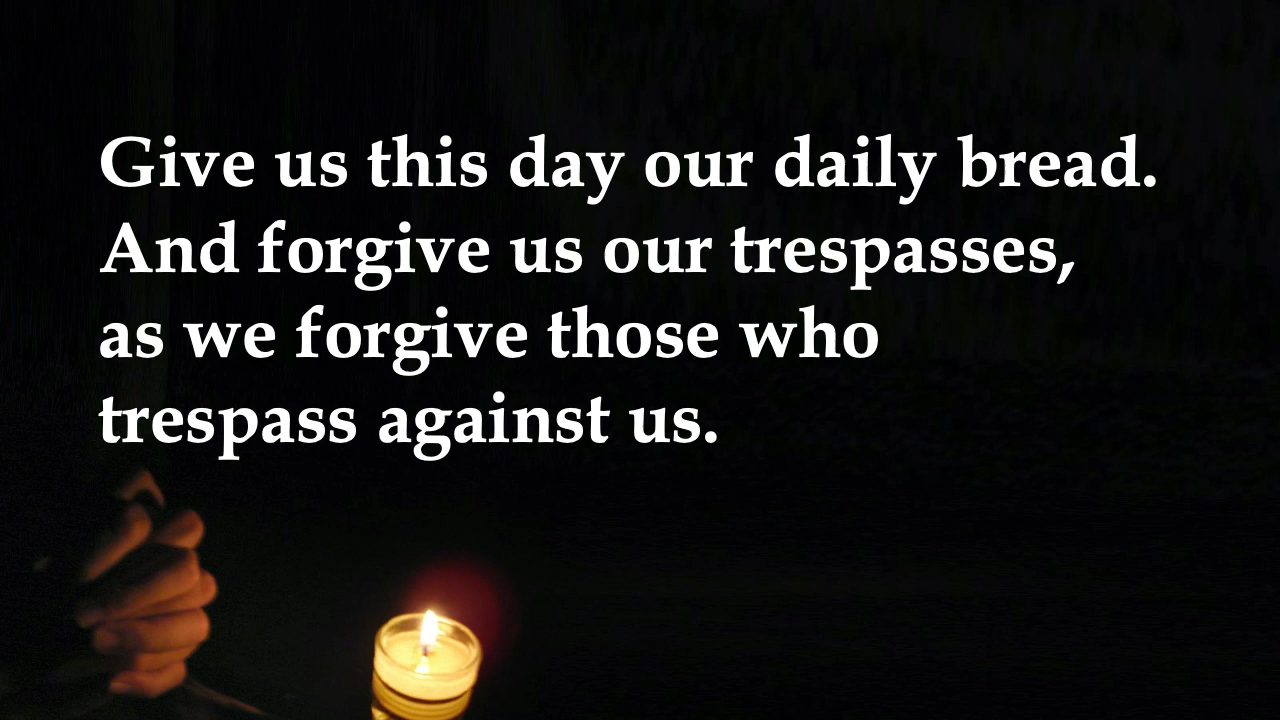 Give us this day our daily bread.
And forgive us our trespasses,
as we forgive those who
trespass against us.